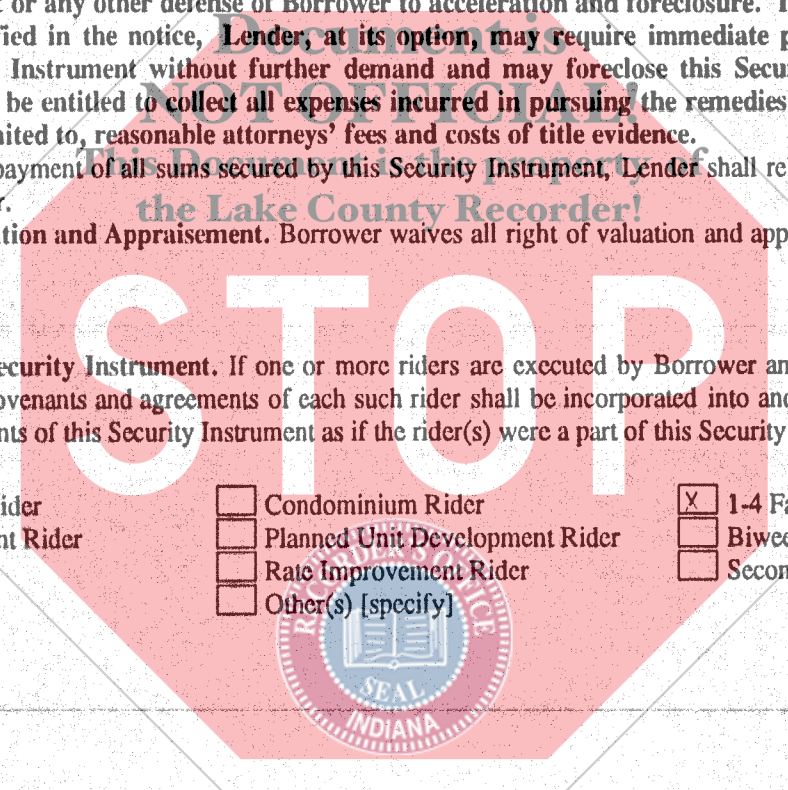 t or any other defense of Borrower to acceleration and foreclosure.
Document is
fied in the notice, Lender, at its option, may require immediate p
Instrument without further demand and may foreclose this Secu
NOT OFFICIAL!
be entitled to collect all expenses incurred in pursuing the remedies
nited to, reasonable attorneys' fees and costs of title evidence.
This Document is the property of
payment of all sums secured by this Security Instrument, Lender shall re
r.
the Lake County Recorder!
tion and Appraisement. Borrower waives all right of valuation and app
STOP
ecurity Instrument. If one or more riders are executed by Borrower an
ovenants and agreements of each such rider shall be incorporated into and
nts of this Security Instrument as if the rider(s) were a part of this Security
ider Condominium Rider X 1-4 Fa
nt Rider Planned Unit Development Rider Biwee
Rate Improvement Rider Secon
Other(s) [specify]
RECORDER'S OFFICE
SEAL
INDIANA